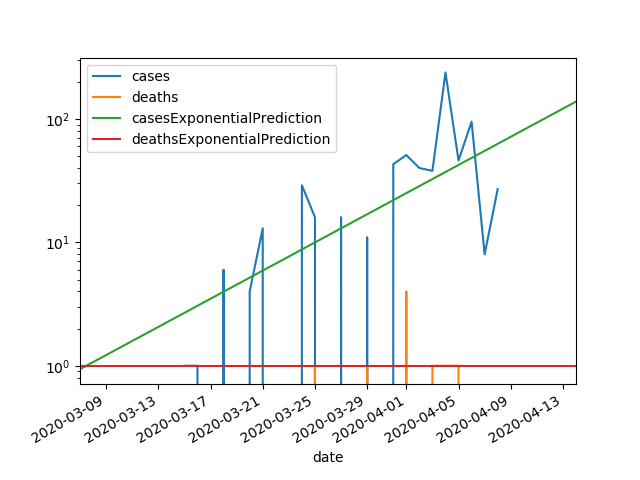 cases
deaths
casesExponentialPrediction
deathsExponentialPrediction
10²
10¹
10⁰
2020-03-09
2020-03-13
2020-03-17
2020-03-21
2020-03-25
2020-03-29
2020-04-01
2020-04-05
2020-04-09
2020-04-13
date